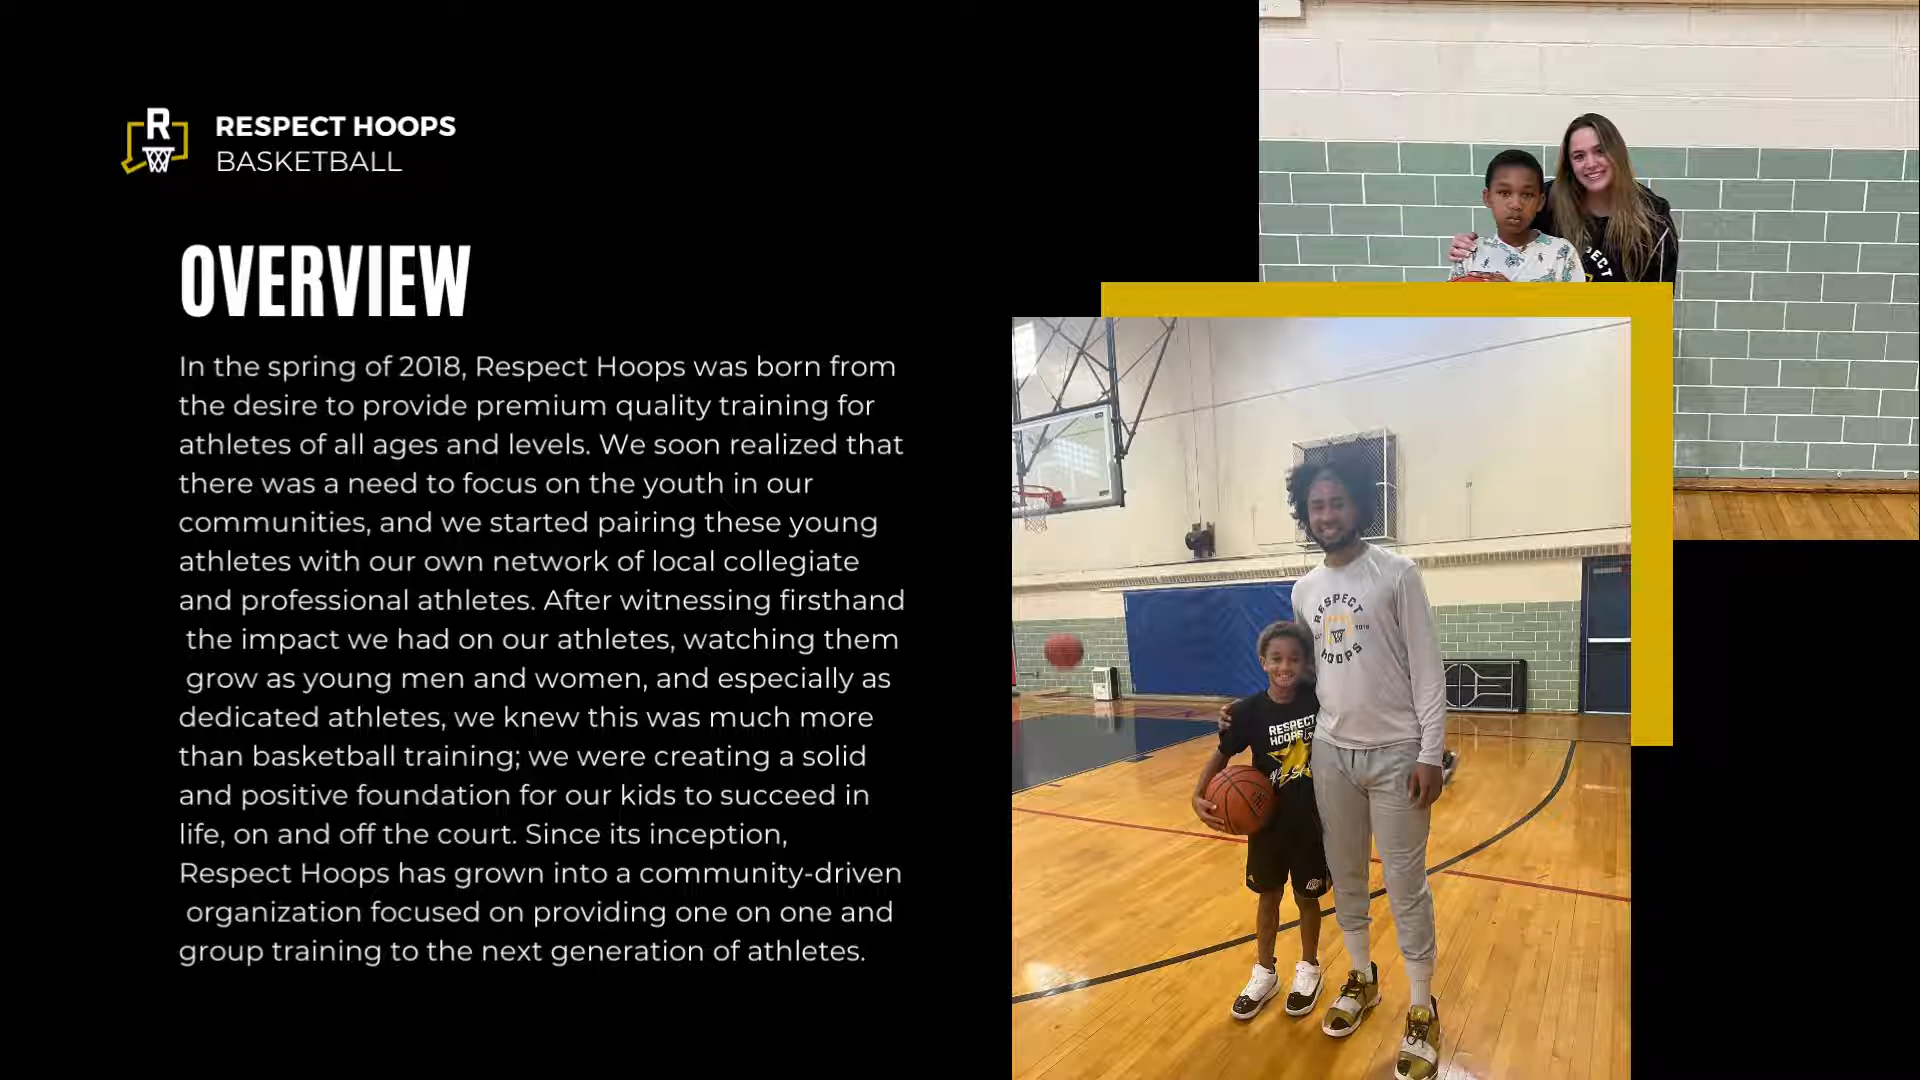 R
RESPECT HOOPS
BASKETBALL
OVERVIEW
In the spring of 2018, Respect Hoops was born from
the desire to provide premium quality training for
athletes of all ages and levels. We soon realized that
there was a need to focus on the youth in our
communities, and we started pairing these young
athletes with our own network of local collegiate
and professional athletes. After witnessing firsthand
the impact we had on our athletes, watching them
grow as young men and women, and especially as
dedicated athletes, we knew this was much more
than basketball training; we were creating a solid
and positive foundation for our kids to succeed in
life, on and off the court. Since its inception,
Respect Hoops has grown into a community-driven
organization focused on providing one on one and
group training to the next generation of athletes.
RESPECT
2018
HOOPS
RESPECT
HOOPS